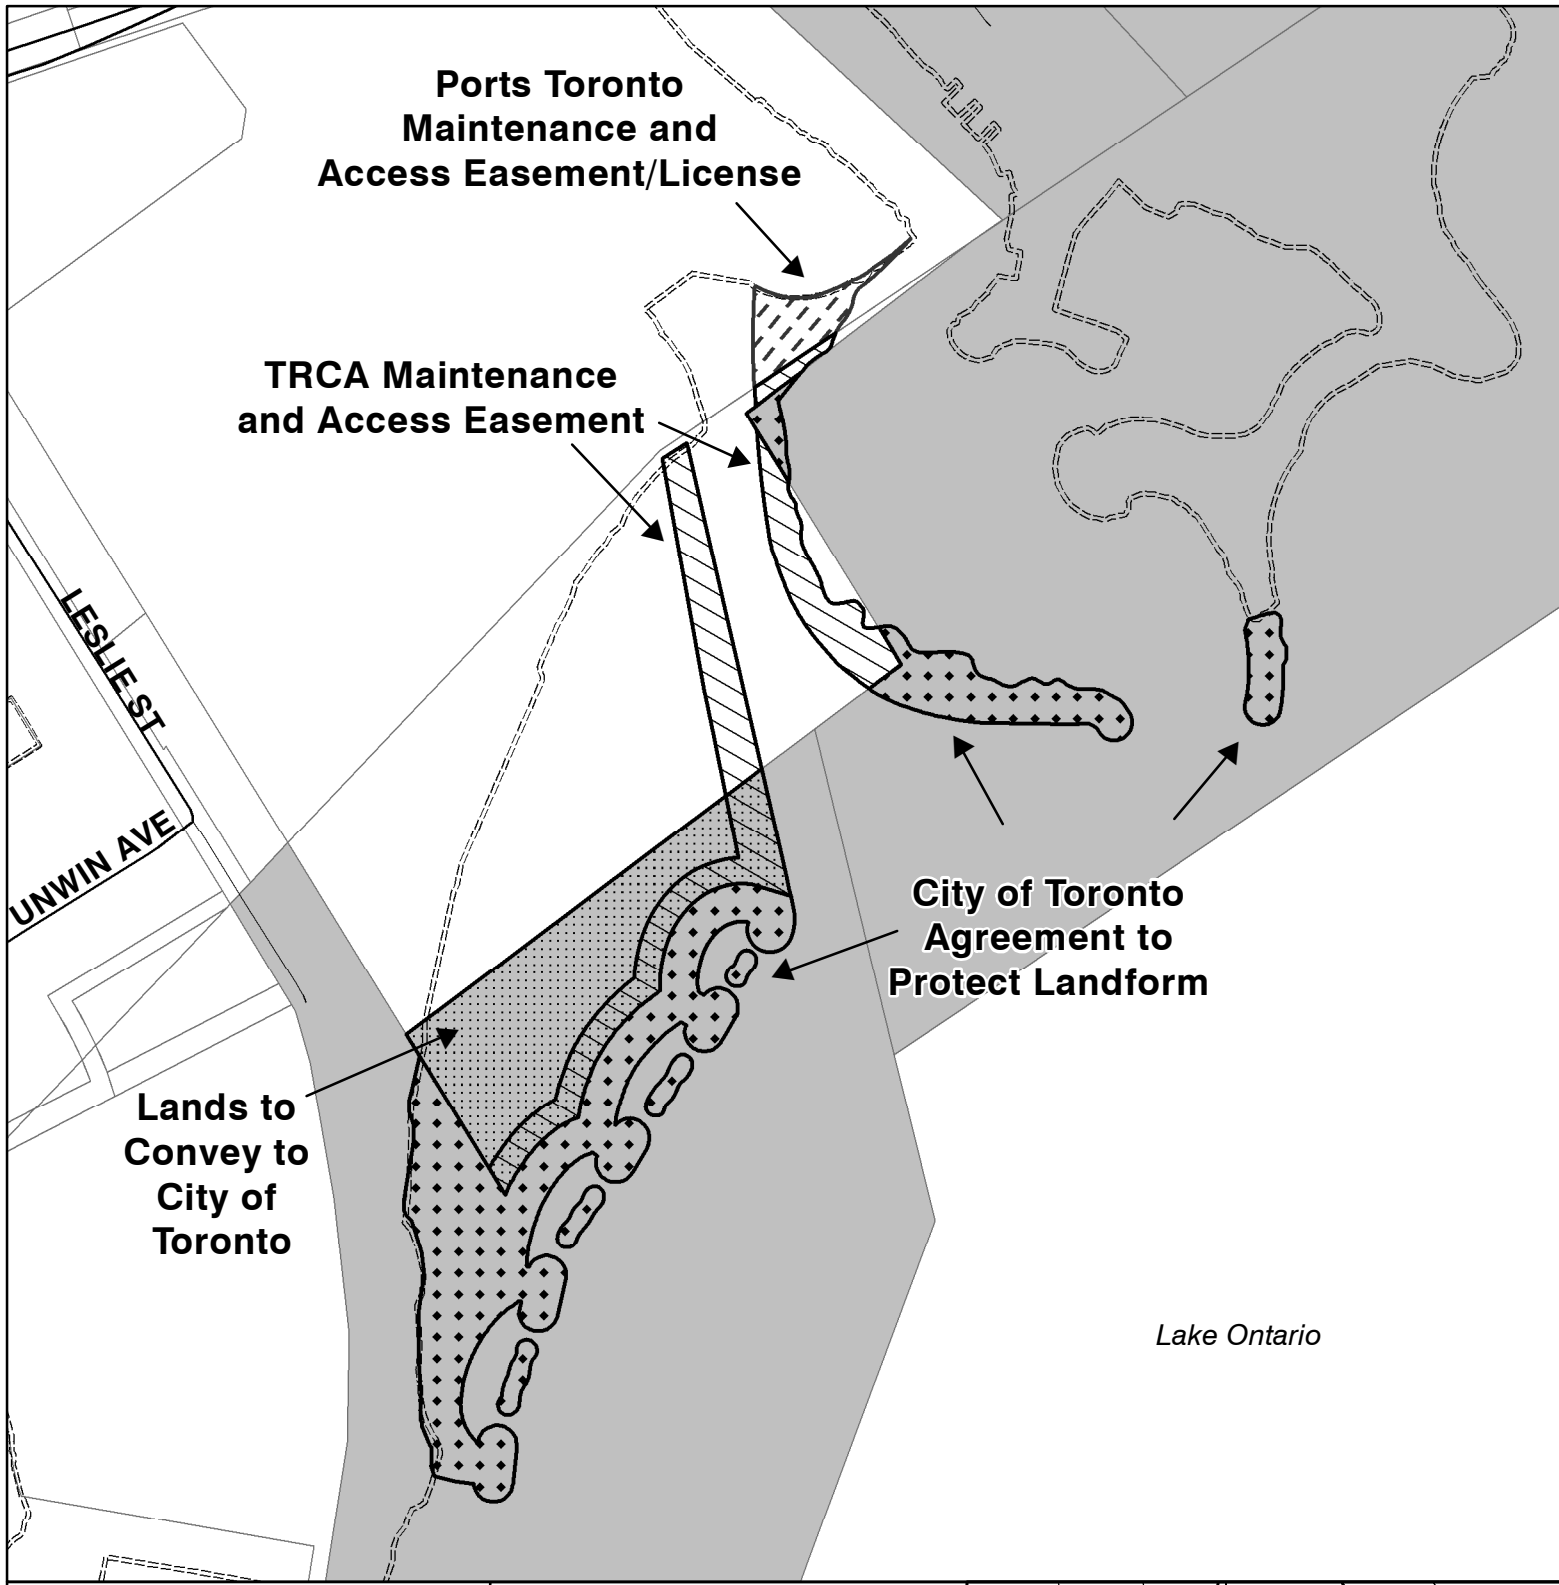 Ports Toronto
Maintenance and
Access Easement/License
TRCA Maintenance
and Access Easement
LESLIE ST
UNWIN AVE
City of Toronto
Agreement to
Protect Landform
Lands to
Convey to
City of
Toronto
Lake Ontario